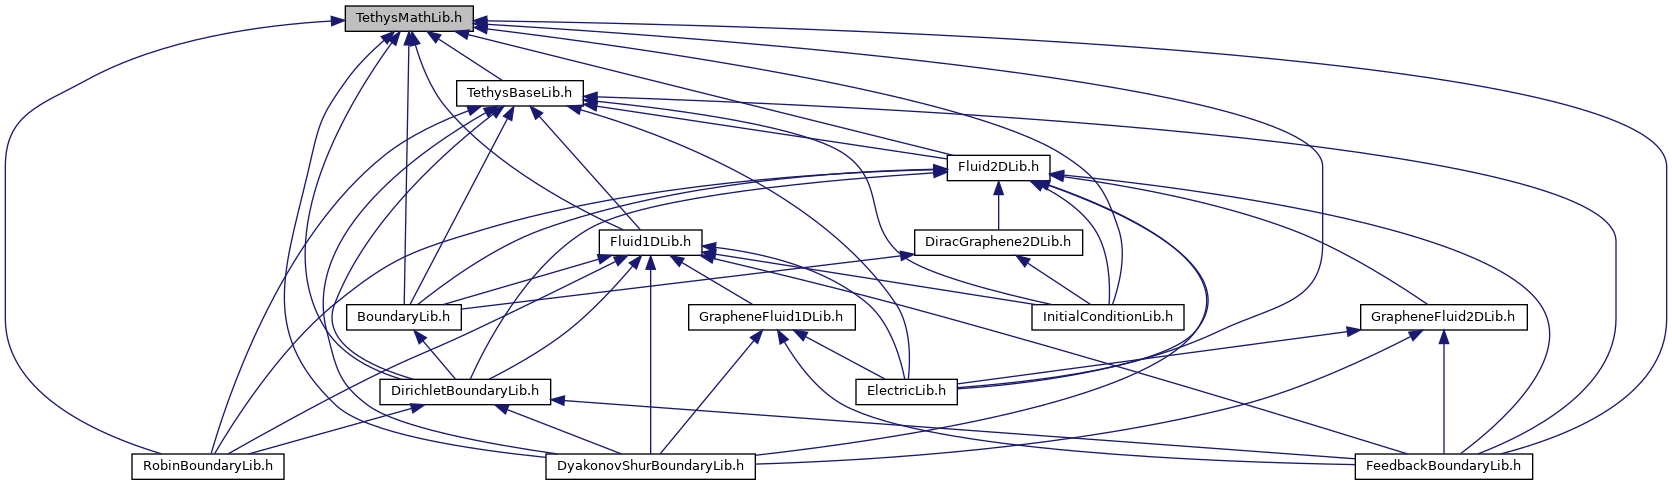 TethysMathLib.h
TethysBaseLib.h
Fluid2DLib.h
Fluid1DLib.h
DiracGraphene2DLib.h
BoundaryLib.h
GrapheneFluid1DLib.h
InitialConditionLib.h
GrapheneFluid2DLib.h
DirichletBoundaryLib.h
ElectricLib.h
RobinBoundaryLib.h
DyakonovShurBoundaryLib.h
FeedbackBoundaryLib.h